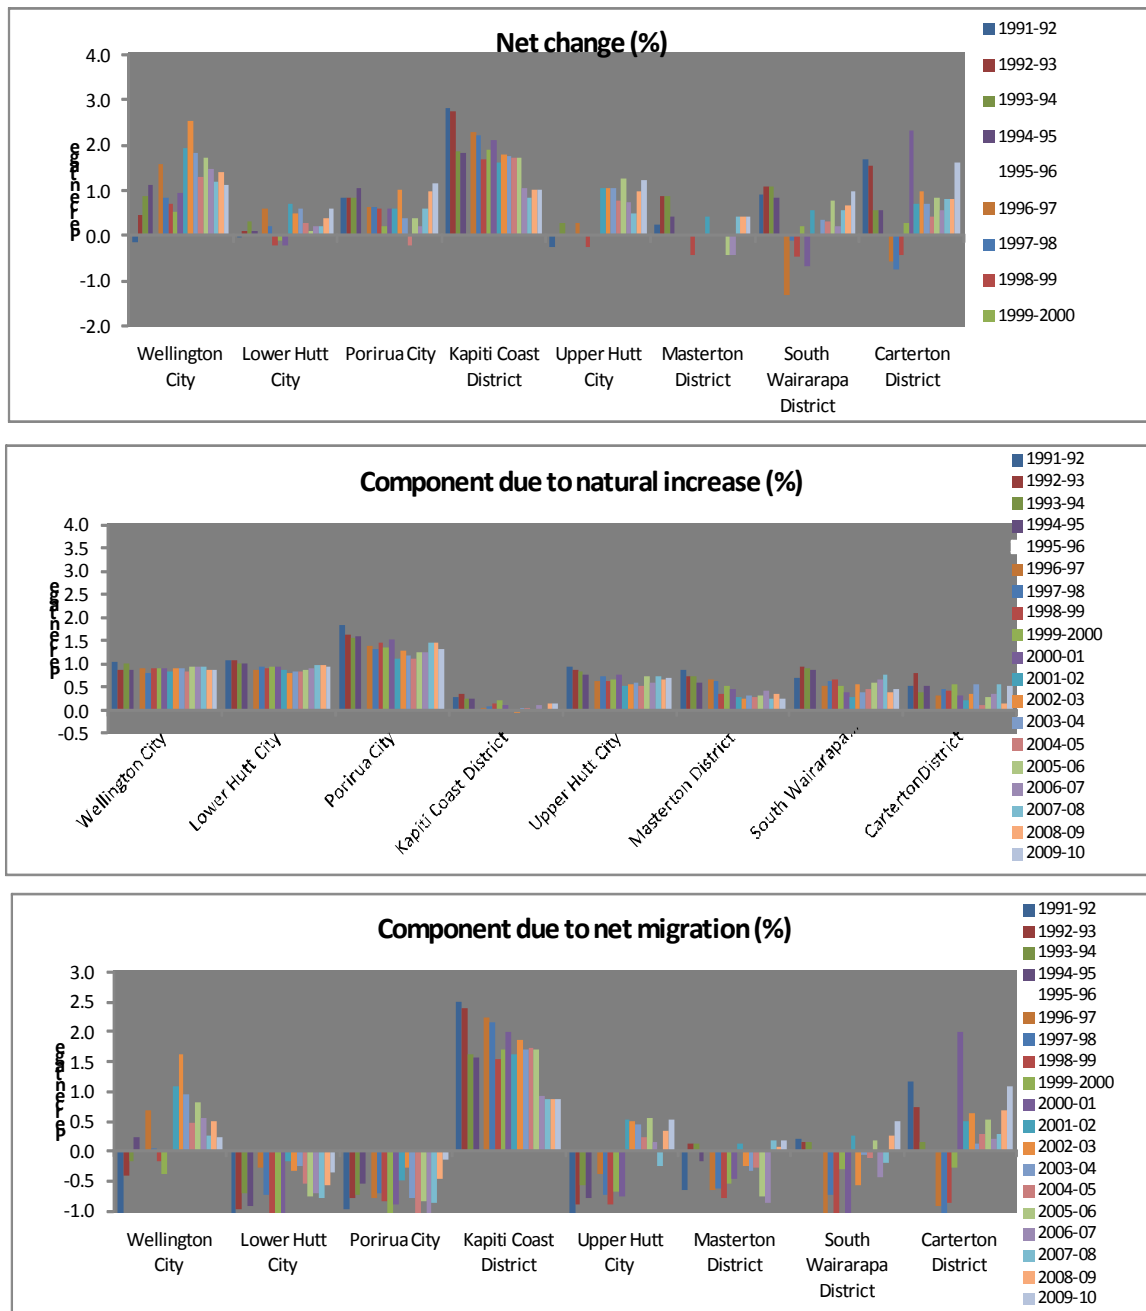 Net change (%)
4.0
3.0
2.0
1.0
0.0
-1.0
-2.0
percentage
Wellington City
Lower Hutt City
Porirua City
Kapiti Coast District
Upper Hutt City
Masterton District
South Wairarapa District
Carterton District
1991-92
1992-93
1993-94
1994-95
1995-96
1996-97
1997-98
1998-99
1999-2000
Component due to natural increase (%)
4.0
3.5
3.0
2.5
2.0
1.5
1.0
0.5
0.0
-0.5
percentage
Wellington City
Lower Hutt City
Porirua City
Kapiti Coast District
Upper Hutt City
Masterton District
South Wairarapa...
CartertonDistrict
1991-92
1992-93
1993-94
1994-95
1995-96
1996-97
1997-98
1998-99
1999-2000
2000-01
2001-02
2002-03
2003-04
2004-05
2005-06
2006-07
2007-08
2008-09
2009-10
Component due to net migration (%)
3.0
2.5
2.0
1.5
1.0
0.5
0.0
-0.5
-1.0
percentage
Wellington City
Lower Hutt City
Porirua City
Kapiti Coast District
Upper Hutt City
Masterton District
South Wairarapa District
Carterton District
1991-92
1992-93
1993-94
1994-95
1995-96
1996-97
1997-98
1998-99
1999-2000
2000-01
2001-02
2002-03
2003-04
2004-05
2005-06
2006-07
2007-08
2008-09
2009-10